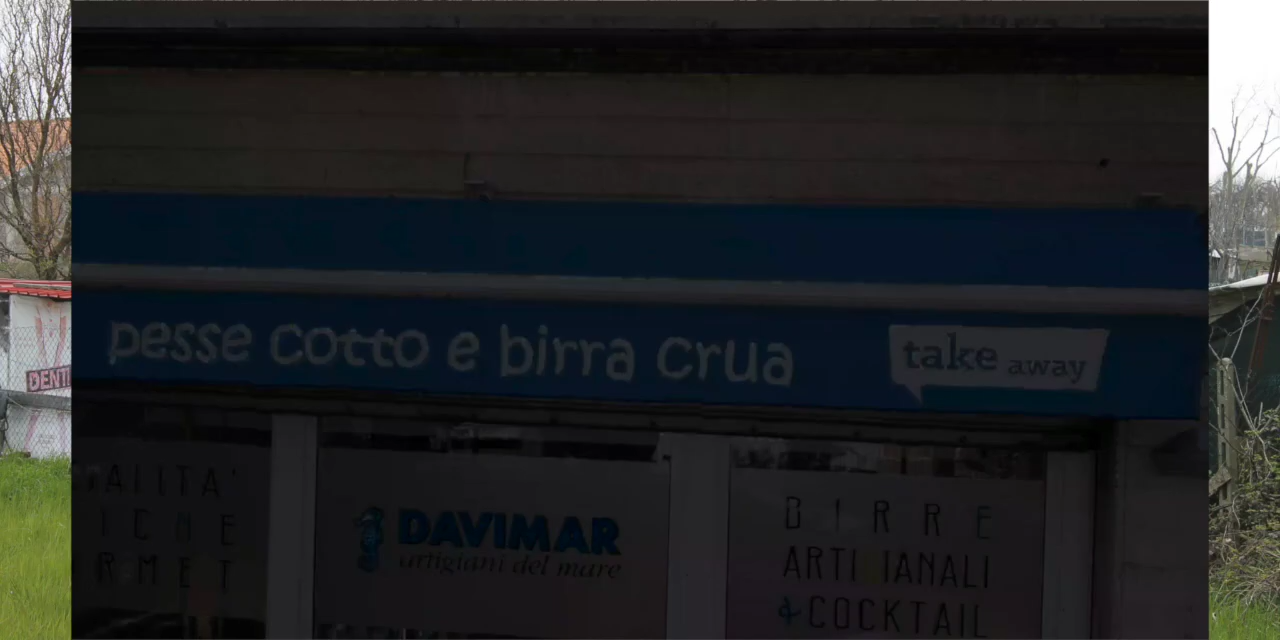 pesse cotto e birra crua
take away
DAVIMAR
artigiani del mare
BIRRE
ARTIGIANALI
& COCKTAIL